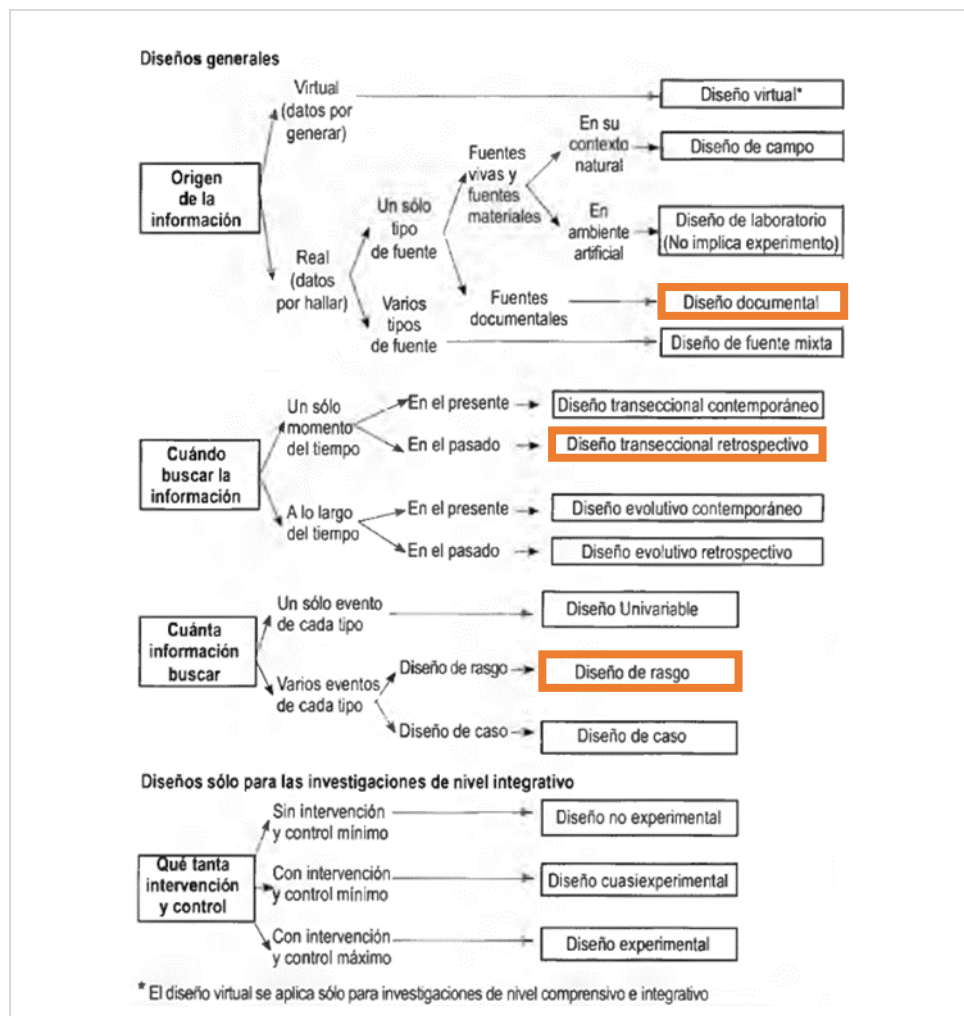 Diseños generales
Virtual
(datos por
generar)
Diseño virtual*
En su
contexto
natural
Diseño de campo
Fuentes
vivas y
fuentes
materiales
Origen
de la
información
Un sólo
tipo
de fuente
En
ambiente
artificial
Diseño de laboratorio
(No implica experimento)
Real
(datos
por hallar)
Fuentes
documentales
Diseño documental
Varios
tipos
de fuente
Diseño de fuente mixta
Cuándo
buscar la
información
Un sólo
momento
del tiempo
En el presente
Diseño transeccional contemporáneo
En el pasado
Diseño transeccional retrospectivo
A lo largo
del tiempo
En el presente
Diseño evolutivo contemporáneo
En el pasado
Diseño evolutivo retrospectivo
Cuánta
información
buscar
Un sólo evento
de cada tipo
Diseño Univariable
Varios eventos
de cada tipo
Diseño de rasgo
Diseño de rasgo
Diseño de caso
Diseño de caso
Diseños sólo para las investigaciones de nivel integrativo
Qué tanta
intervención
y control
Sin intervención
y control mínimo
Diseño no experimental
Con intervención
y control mínimo
Diseño cuasiexperimental
Con intervención
y control máximo
Diseño experimental
* El diseño virtual se aplica sólo para investigaciones de nivel comprensivo e integrativo